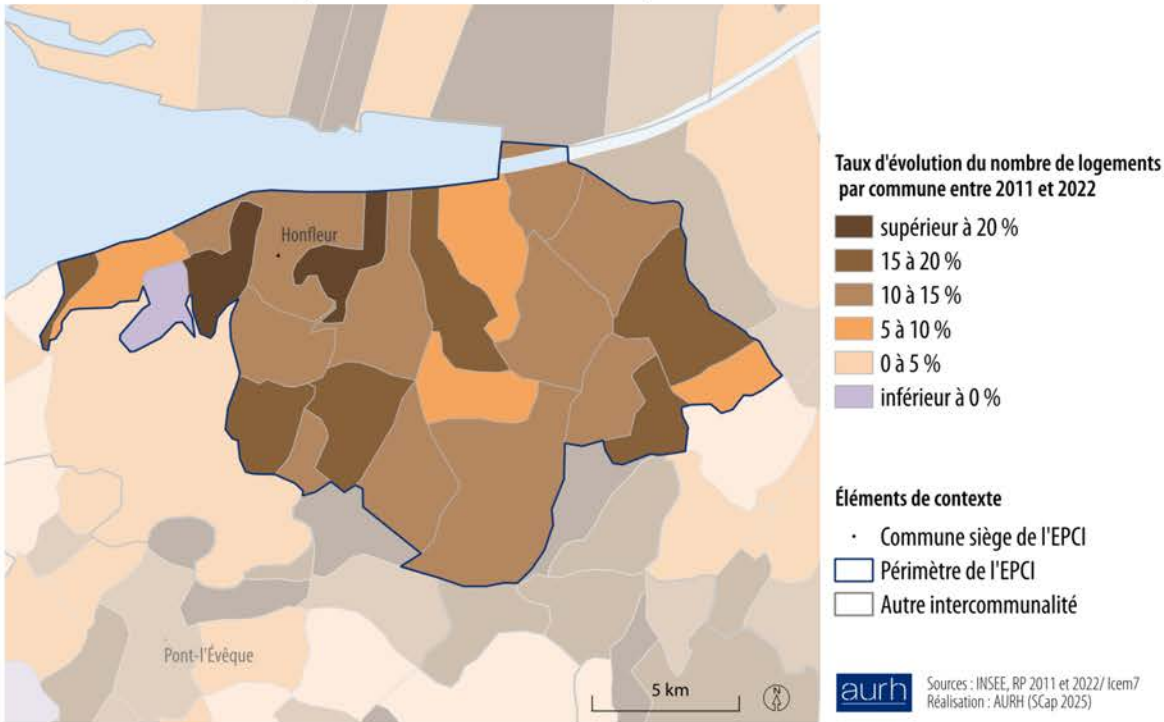 Honfleur
Pont-l'Évêque
5 km
N
Taux d'évolution du nombre de logements
par commune entre 2011 et 2022
supérieur à 20 %
15 à 20 %
10 à 15 %
5 à 10 %
0 à 5 %
inférieur à 0 %
Éléments de contexte
Commune siège de l'EPCI
Périmètre de l'EPCI
Autre intercommunalité
aurh
Sources : INSEE, RP 2011 et 2022/ Icem7
Réalisation : AURH (SCap 2025)